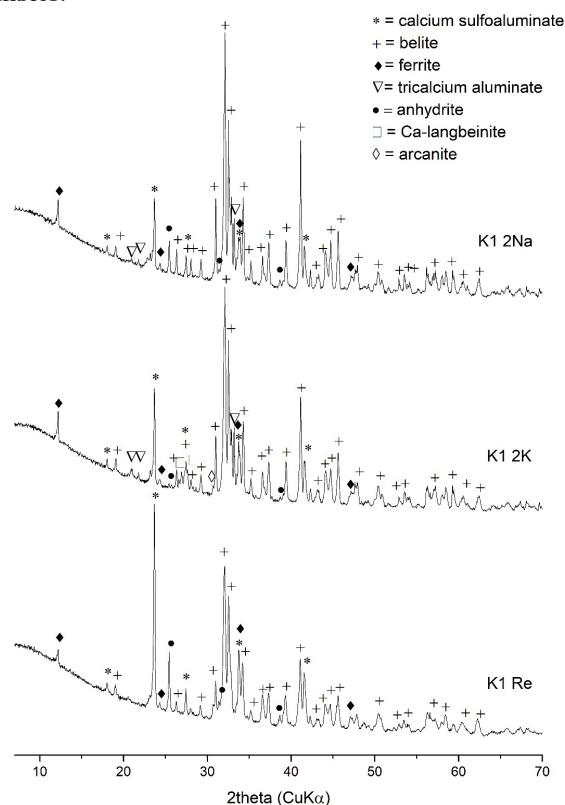 * = calcium sulfoaluminate
+ = belite
♦ = ferrite
▽= tricalcium aluminate
● = anhydrite
□ = Ca-langbeinite
◊ = arcanite
K1 2Na
K1 2K
K1 Re
10 20 30 40 50 60 70
2theta (CuKα)